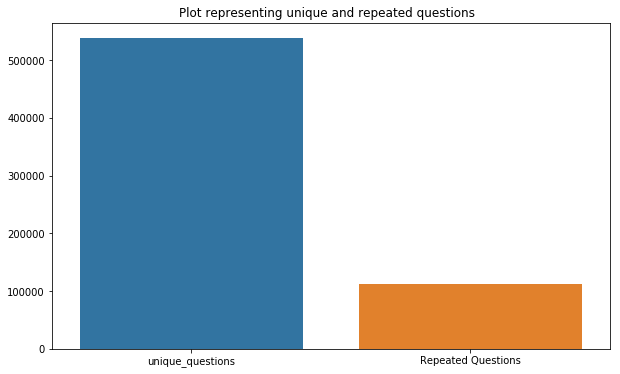 Plot representing unique and repeated questions
500000
400000
300000
200000
100000
0
unique_questions
Repeated Questions